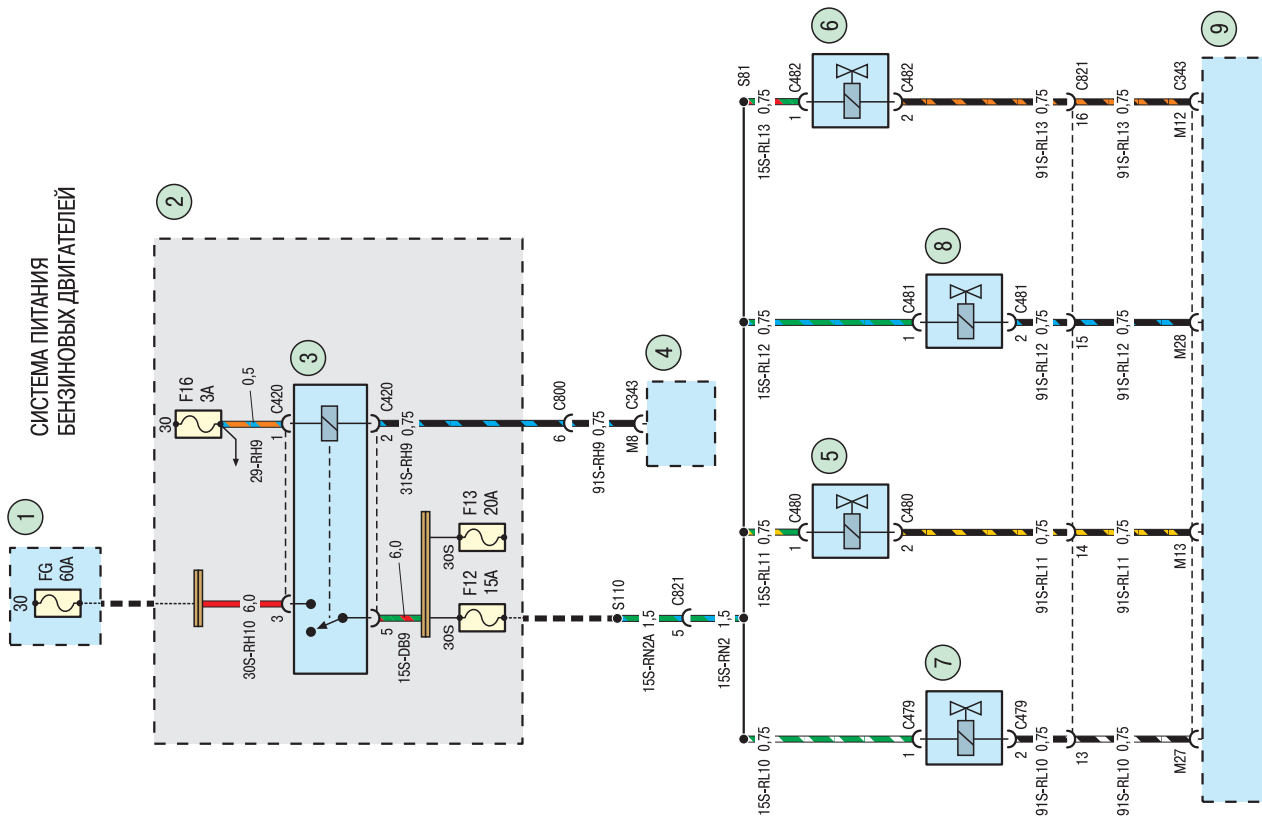 СИСТЕМА ПИТАНИЯ
БЕНЗИНОВЫХ ДВИГАТЕЛЕЙ
1
30
FG
60A
2
30
F16
3A
0,5
29-RH9
C420
1
3
30S-RH10 6,0
3
5
15S-DB9
6,0
C420
2
31S-RH9 0,75
30S
F12
15A
30S
F13
20A
C800
6
91S-RH9 0,75
C343
M8
4
S110
15S-RN2A 1,5
C821
5
15S-RN2 1,5
S81
15S-RL10 0,75
C479
1
7
C479
2
91S-RL10 0,75
13
91S-RL10 0,75
M27
15S-RL11 0,75
C480
1
5
C480
2
91S-RL11 0,75
14
91S-RL11 0,75
M13
15S-RL12 0,75
C481
1
8
C481
2
91S-RL12 0,75
15
91S-RL12 0,75
M28
15S-RL13 0,75
C482
1
6
C482
2
91S-RL13 0,75
C821
16
91S-RL13 0,75
C343
M12
9